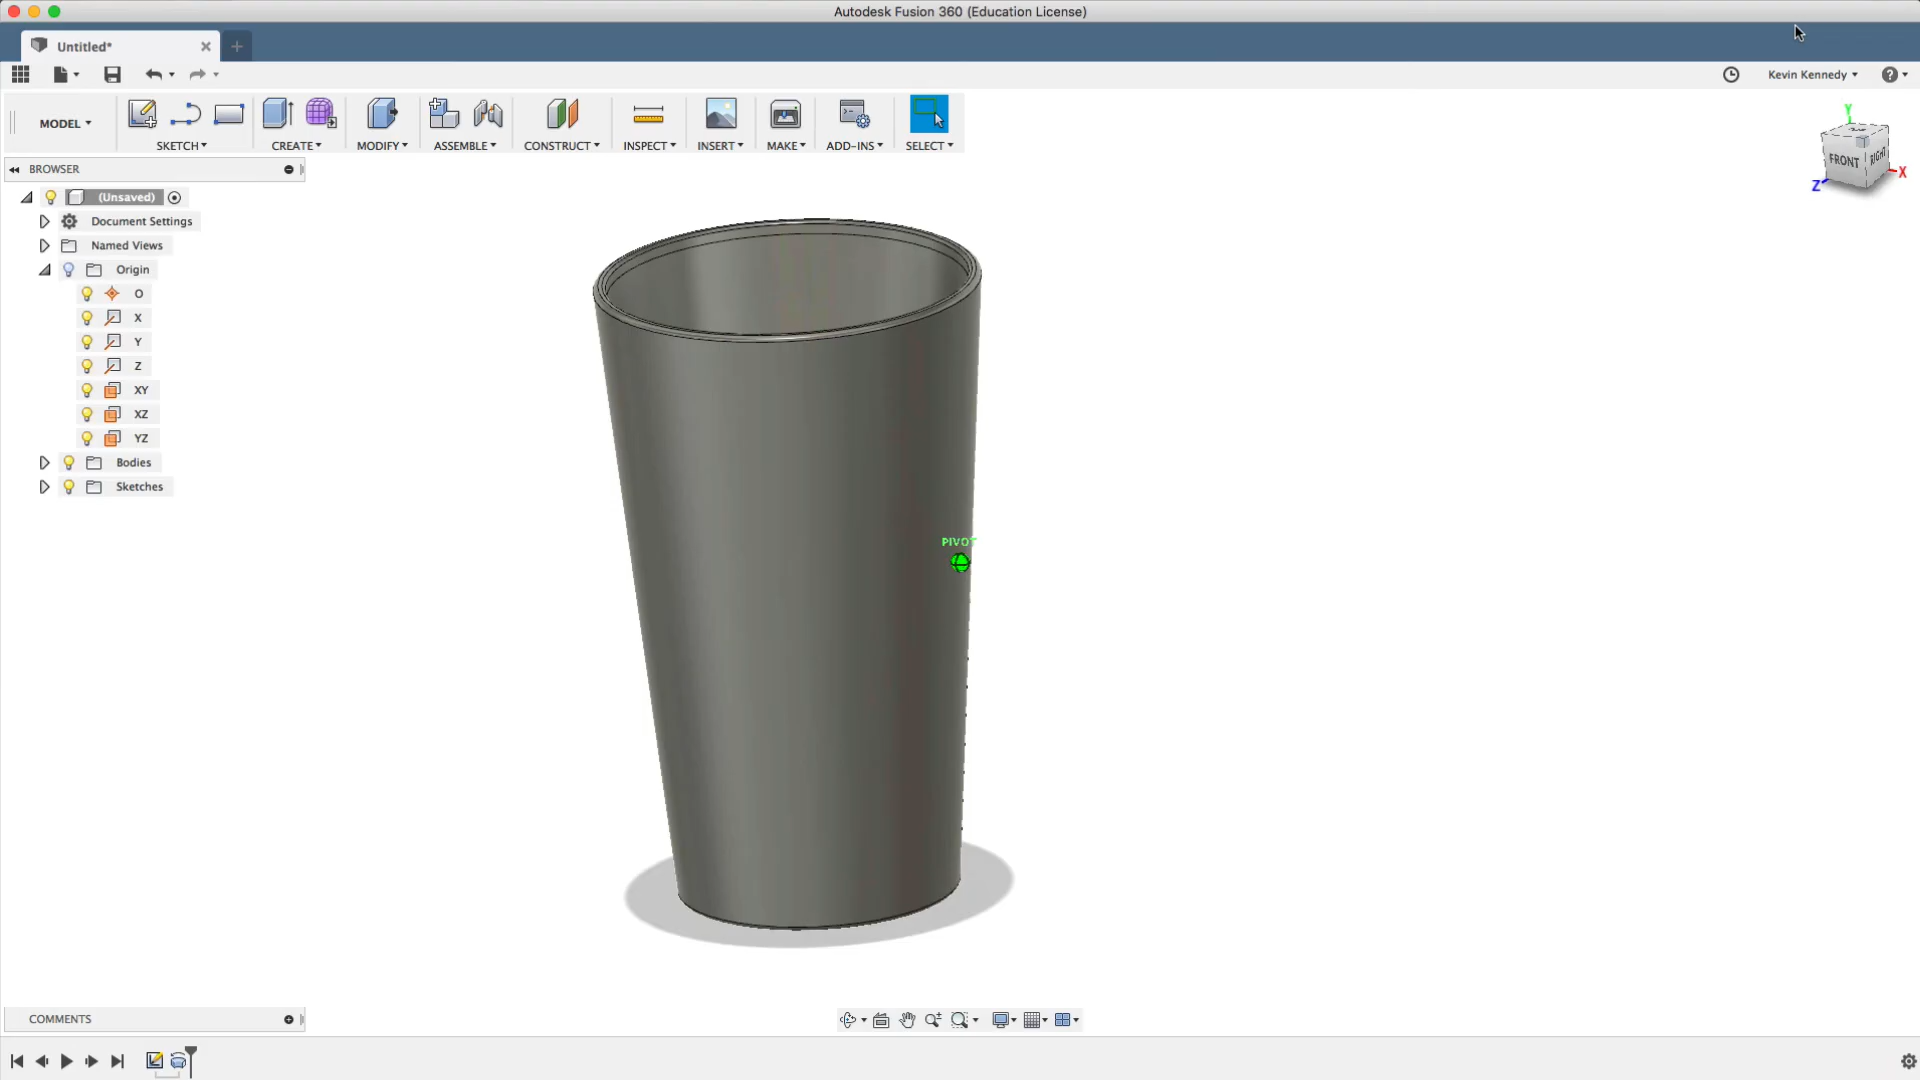 Autodesk Fusion 360 (Education License)
Untitled*
Kevin Kennedy
MODEL
SKETCH
CREATE
MODIFY
ASSEMBLE
CONSTRUCT
INSPECT
INSERT
MAKE
ADD-INS
SELECT
Y
FRONT
RIGHT
X
Z
BROWSER
(Unsaved)
Document Settings
Named Views
Origin
O
X
Y
Z
XY
XZ
YZ
Bodies
Sketches
PIVOT
COMMENTS